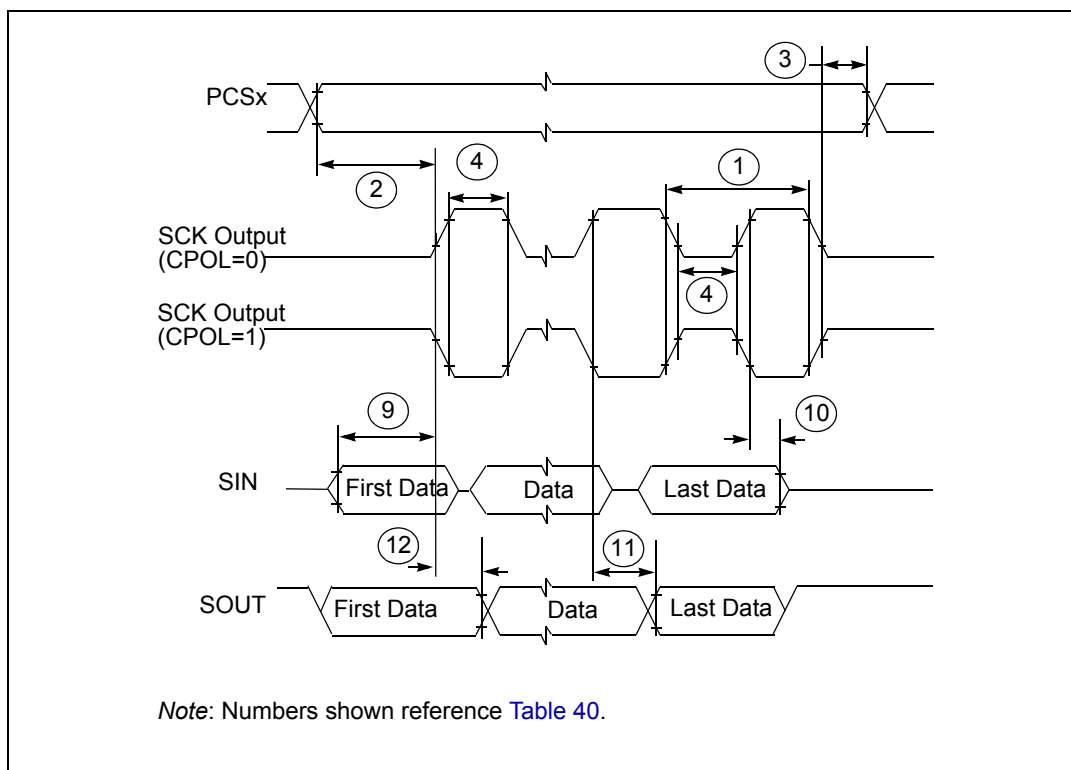 3
PCSx
2
4
1
SCK Output
(CPOL=0)
4
SCK Output
(CPOL=1)
9
10
SIN
First Data
Data
Last Data
12
11
SOUT
First Data
Data
Last Data
Note: Numbers shown reference Table 40.